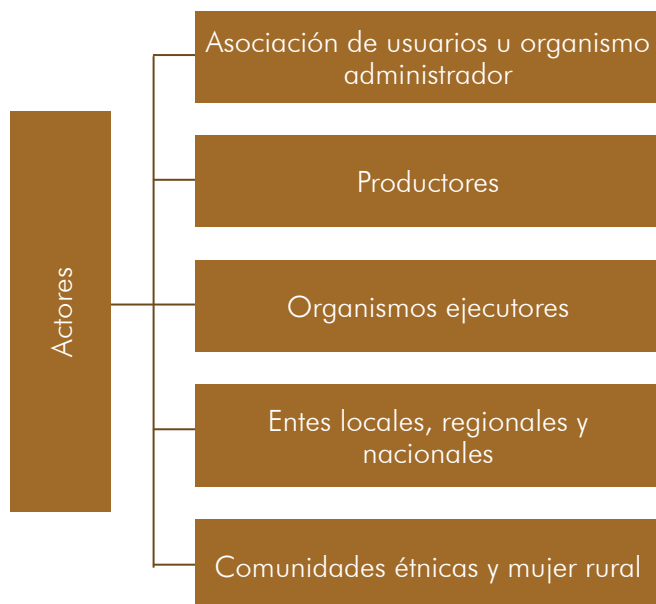 Asociación de usuarios u organismo
administrador
Productores
Actores
Organismos ejecutores
Entes locales, regionales y
nacionales
Comunidades étnicas y mujer rural